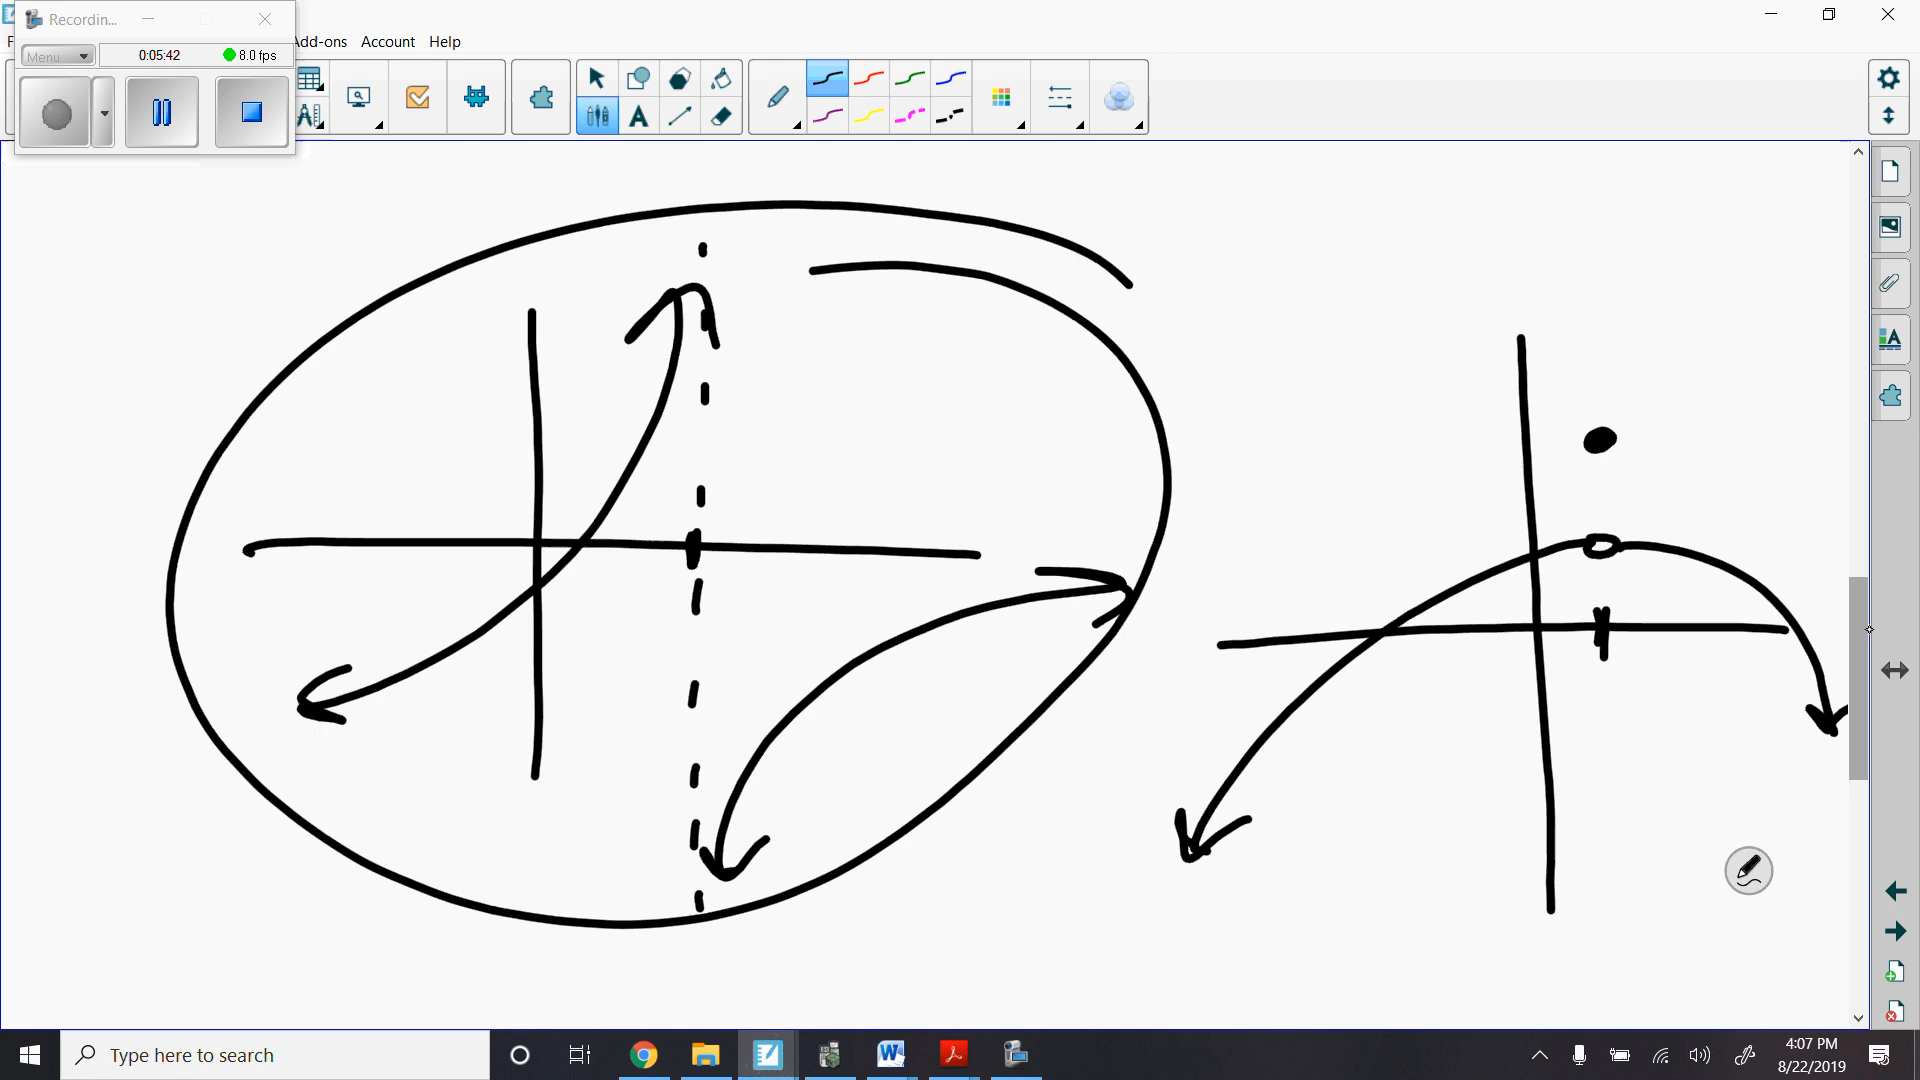 Recordin...
Add-ons Account Help
Menu
0:05:42
8.0 fps
A
A
Type here to search
4:07 PM
8/22/2019